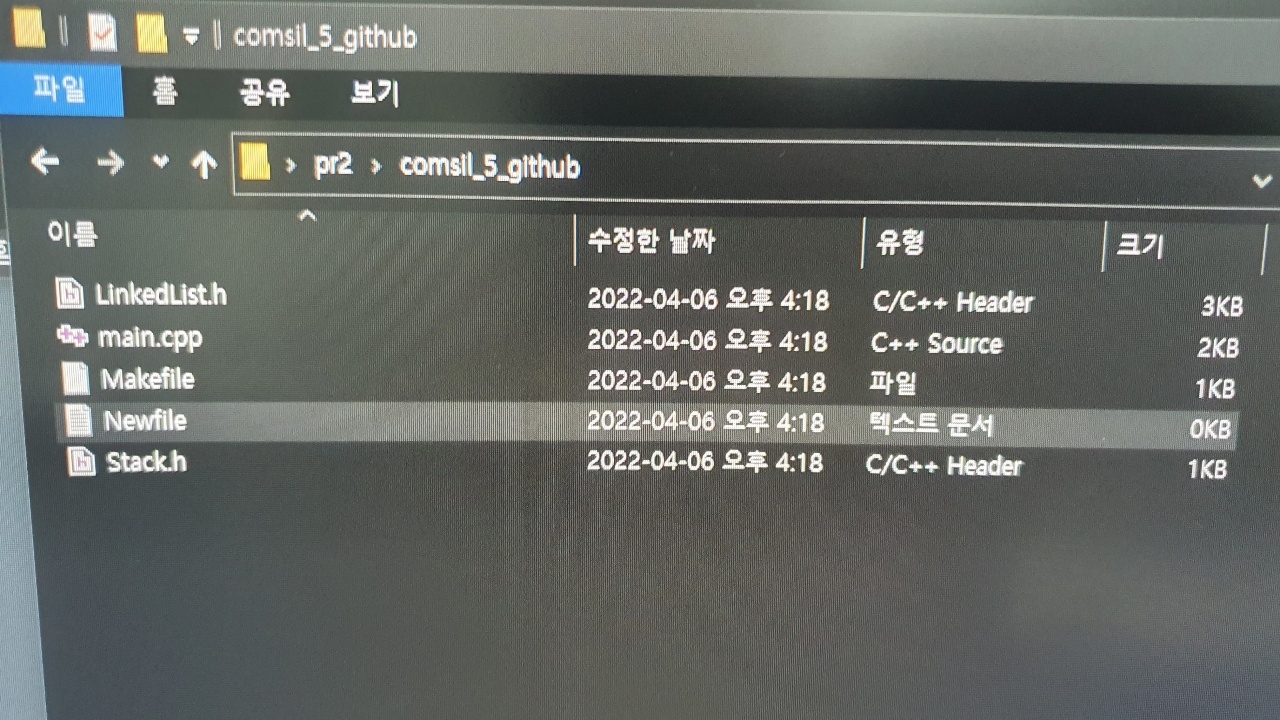 comsil_5_github
파일 홈 공유 보기
pr2 › comsil_5_github
이름 수정한 날짜 유형 크기
LinkedList.h 2022-04-06 오후 4:18 C/C++ Header 3KB
main.cpp 2022-04-06 오후 4:18 C++ Source 2KB
Makefile 2022-04-06 오후 4:18 파일 1KB
Newfile 2022-04-06 오후 4:18 텍스트 문서 0KB
Stack.h 2022-04-06 오후 4:18 C/C++ Header 1KB